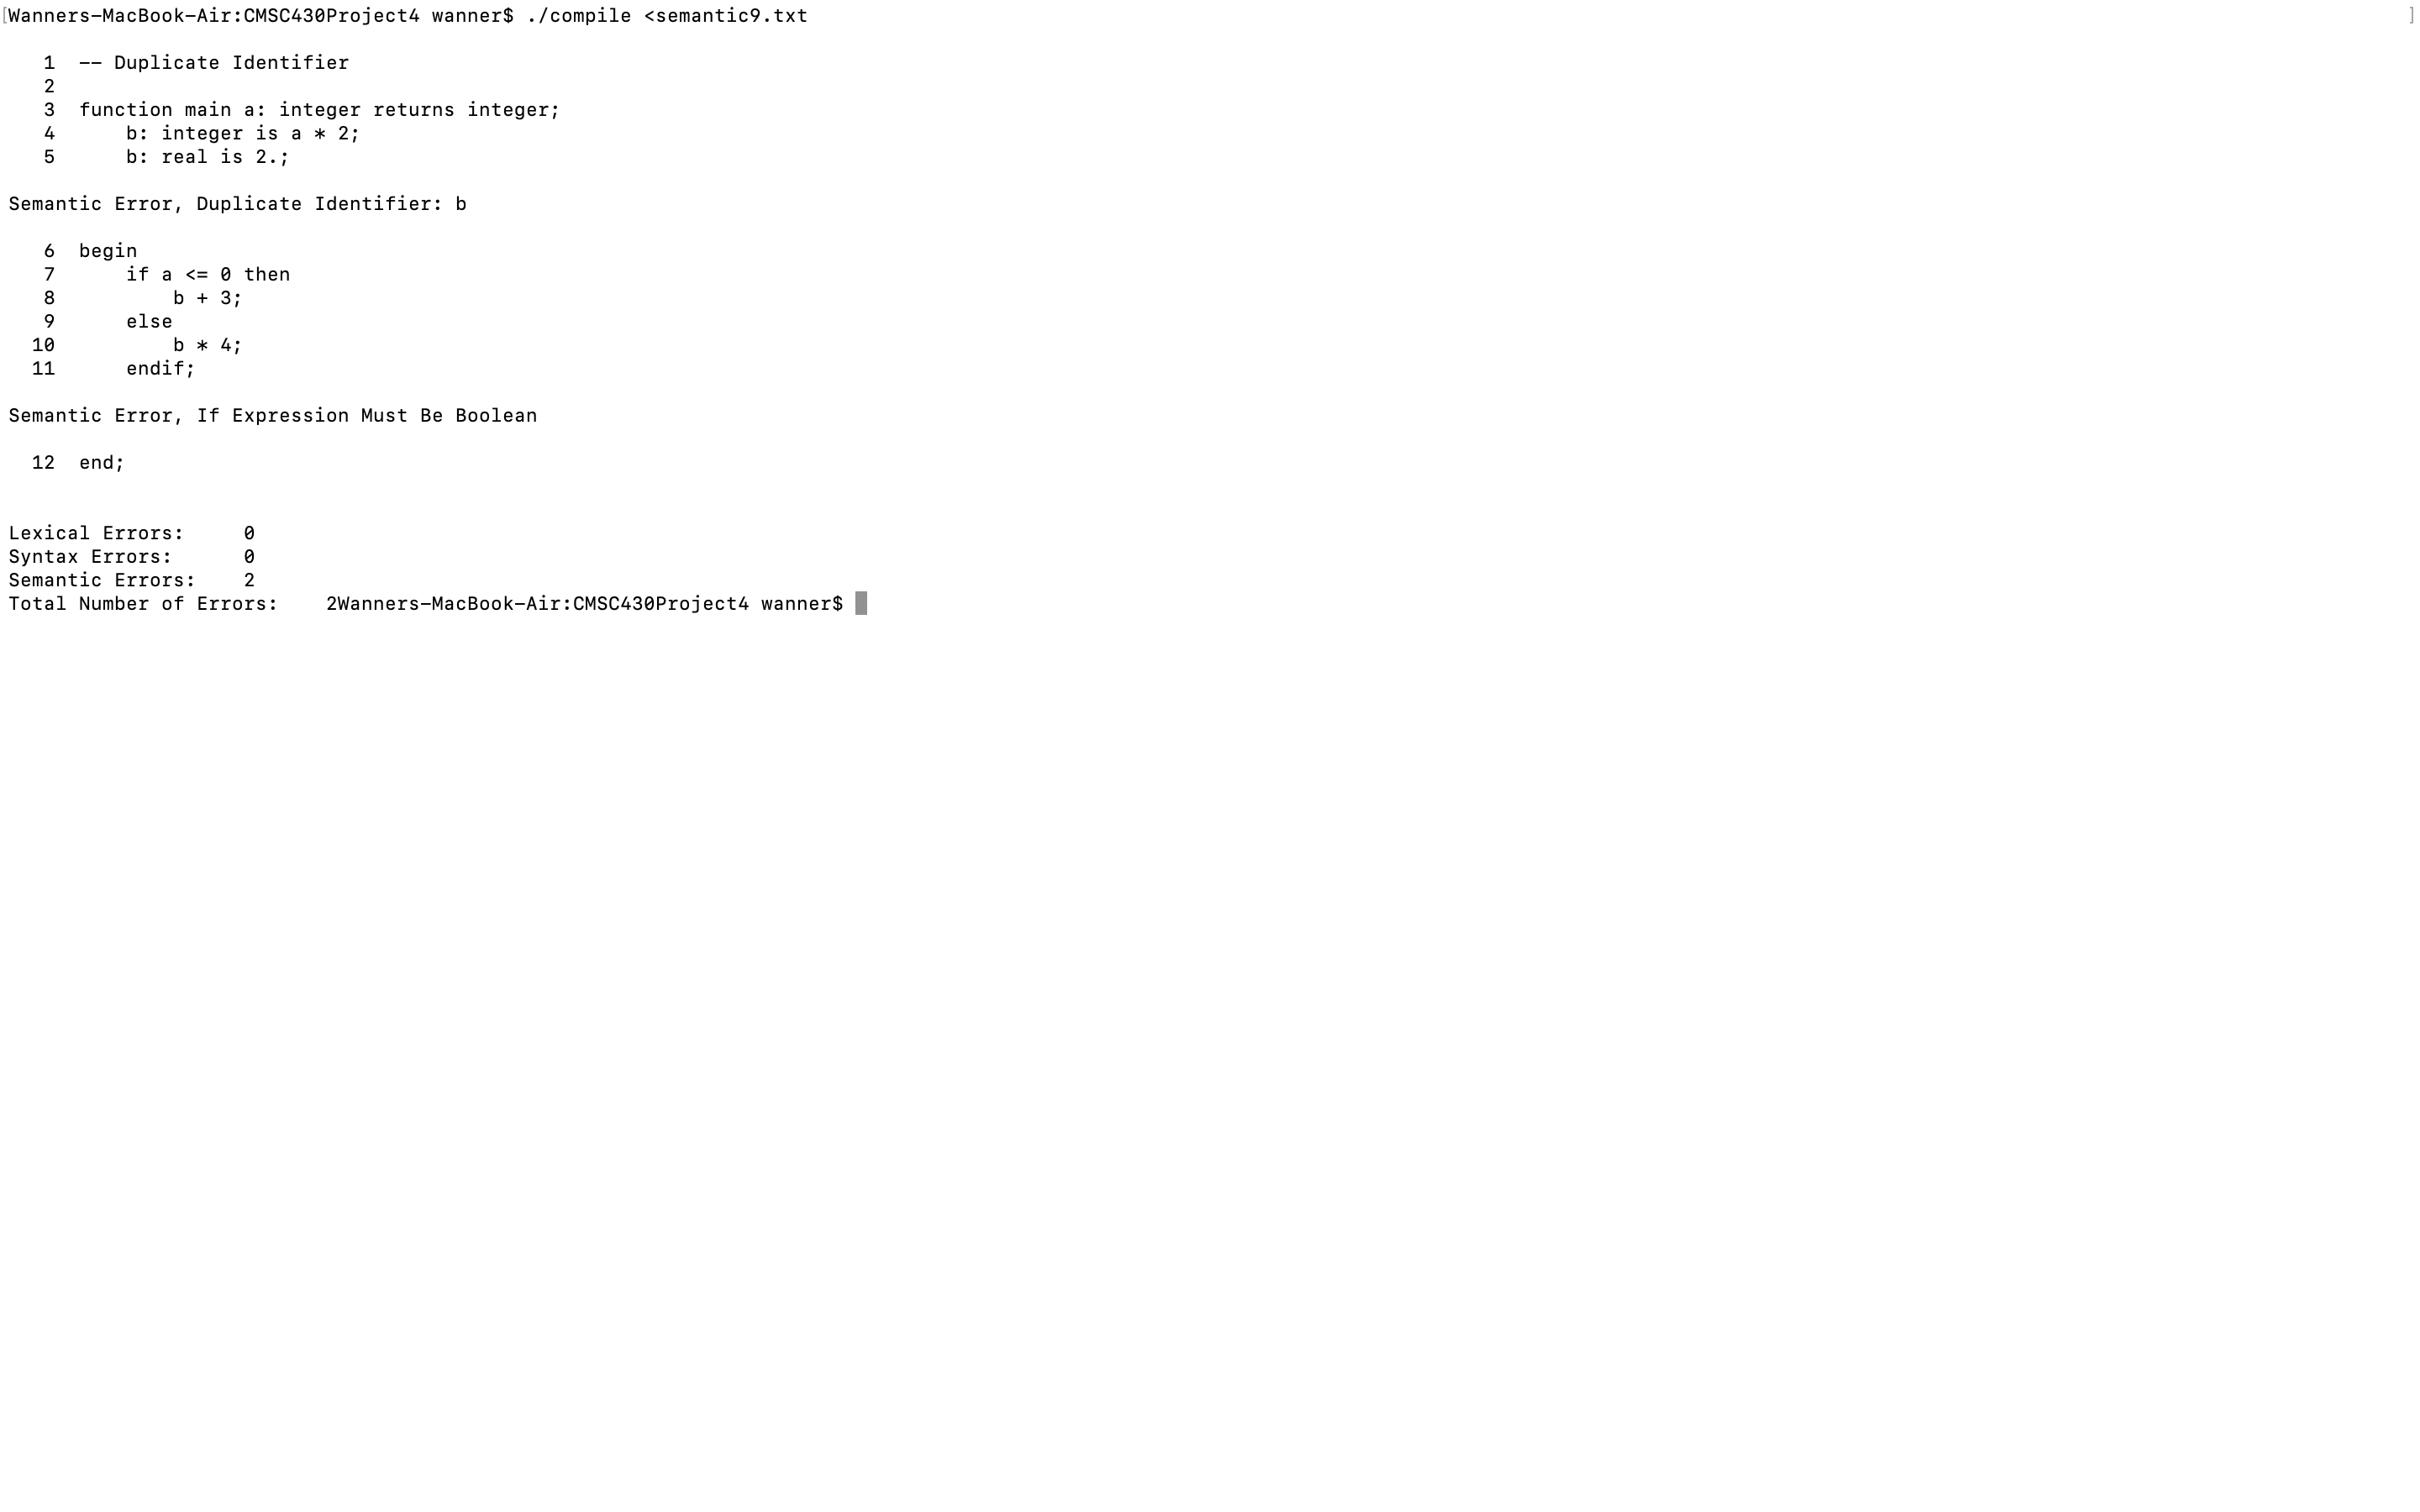 [Wanners-MacBook-Air:CMSC430Project4 wanner$ ./compile <semantic9.txt ]
1 -- Duplicate Identifier
2
3 function main a: integer returns integer;
4 b: integer is a * 2;
5 b: real is 2.;
Semantic Error, Duplicate Identifier: b
6 begin
7 if a <= 0 then
8 b + 3;
9 else
10 b * 4;
11 endif;
Semantic Error, If Expression Must Be Boolean
12 end;
Lexical Errors: 0
Syntax Errors: 0
Semantic Errors: 2
Total Number of Errors: 2Wanners-MacBook-Air:CMSC430Project4 wanner$